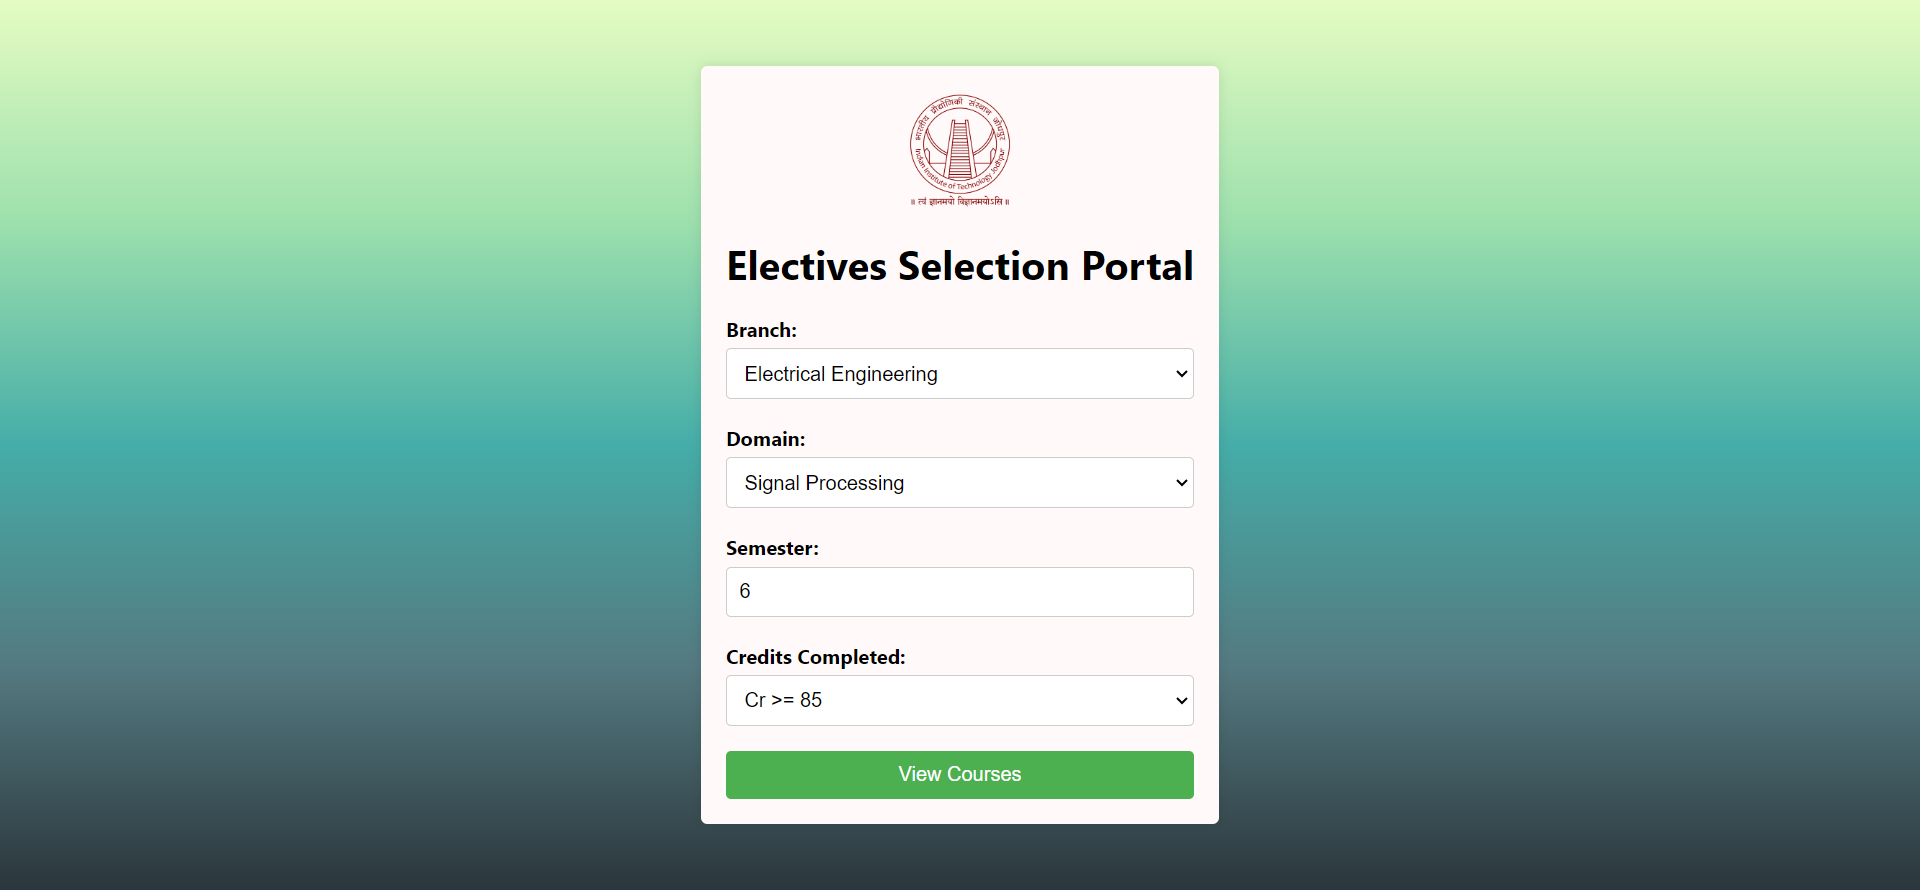 भारतीय प्रौद्योगिकी संस्थान जोधपुर
Indian Institute of Technology Jodhpur
॥ त्वं ज्ञानमयो विज्ञानमयोऽसि ॥
Electives Selection Portal
Branch:
Electrical Engineering
Domain:
Signal Processing
Semester:
6
Credits Completed:
Cr >= 85
View Courses